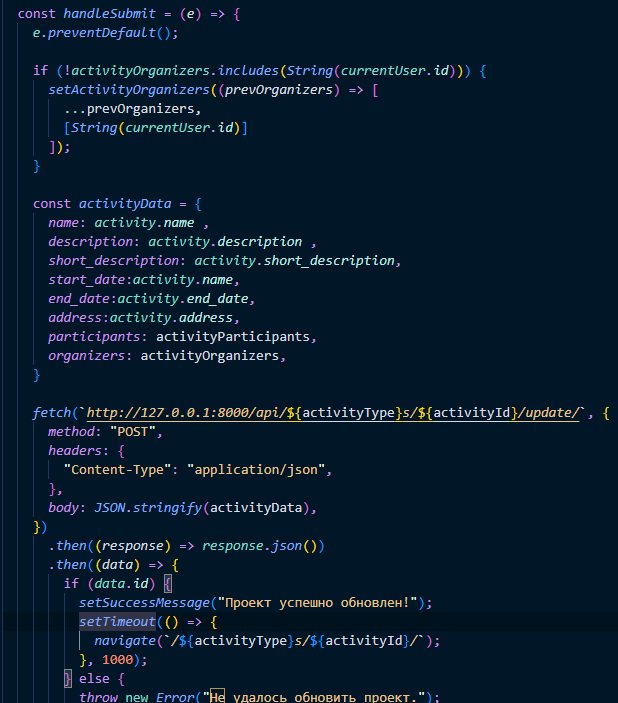 const handleSubmit = (e) => {
e.preventDefault();
if (!activityOrganizers.includes(String(currentUser.id))) {
setActivityOrganizers((prevOrganizers) => [
...prevOrganizers,
[String(currentUser.id)]
]);
}
const activityData = {
name: activity.name ,
description: activity.description ,
short_description: activity.short_description,
start_date:activity.name,
end_date:activity.end_date,
address:activity.address,
participants: activityParticipants,
organizers: activityOrganizers,
}
fetch(`http://127.0.0.1:8000/api/${activityType}s/${activityId}/update/`, {
method: "POST",
headers: {
"Content-Type": "application/json",
},
body: JSON.stringify(activityData),
})
.then((response) => response.json())
.then((data) => {
if (data.id) {
setSuccessMessage("Проект успешно обновлен!");
setTimeout(() => {
navigate(`/${activityType}s/${activityId}/`);
}, 1000);
} else {
throw new Error("Не удалось обновить проект.");